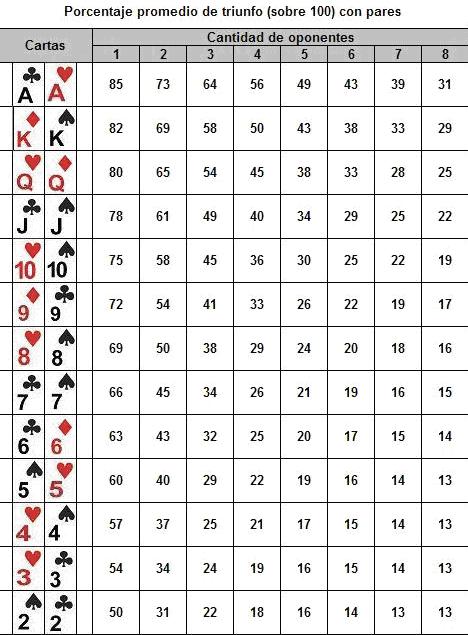 Porcentaje promedio de triunfo (sobre 100) con pares
Cartas Cantidad de oponentes
1 2 3 4 5 6 7 8
A A 85 73 64 56 49 43 39 31
K K 82 69 58 50 43 38 33 29
Q Q 80 65 54 45 38 33 28 25
J J 78 61 49 40 34 29 25 22
10 10 75 58 45 36 30 25 22 19
9 9 72 54 41 33 26 22 19 17
8 8 69 50 38 29 24 20 18 16
7 7 66 45 34 26 21 19 16 15
6 6 63 43 32 25 20 17 15 14
5 5 60 40 29 22 19 16 14 13
4 4 57 37 25 21 17 15 14 13
3 3 54 34 24 19 16 15 14 13
2 2 50 31 22 18 16 14 13 13